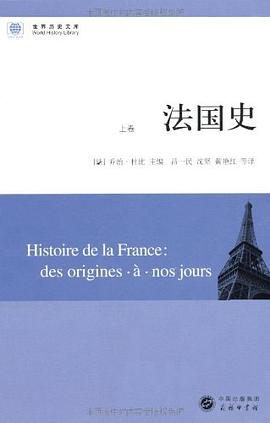 世界历史文库
World History Library
法国史
上卷
[法] 乔治·杜比 主编 吕一民 沈坚 黄艳红 等译
Histoire de la France:
des origines · à · nos jours
中国出版集团
商务印书馆